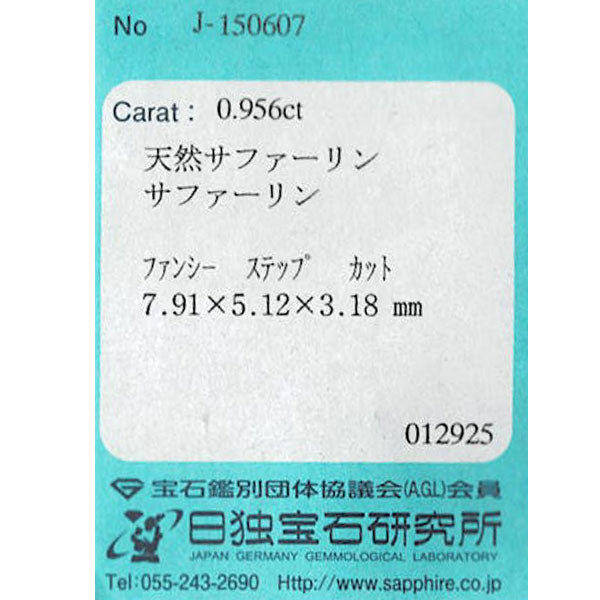 No J-150607
Carat : 0.956ct
天然サファーリン
サファーリン
ファンシー ステップ カット
7.91×5.12×3.18 mm
012925
宝石鑑別団体協議会(A.G.L)会員
日独宝石研究所
JAPAN GERMANY GEMMOLOGICAL LABORATORY
Tel:055-243-2690 Http://www.sapphire.co.jp